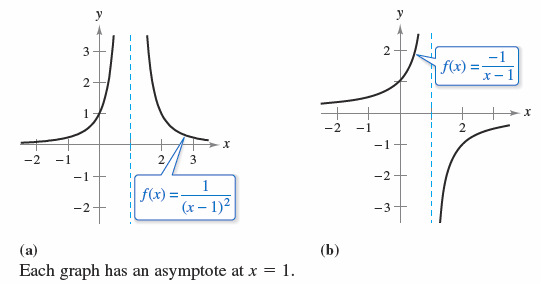 y
3
2
1
-2 -1 2 3 x
-1
-2
f(x) = 1/(x – 1)²
(a)
y
2
f(x) = –1/(x – 1)
-2 -1 2 x
-1
-2
-3
(b)
Each graph has an asymptote at x = 1.